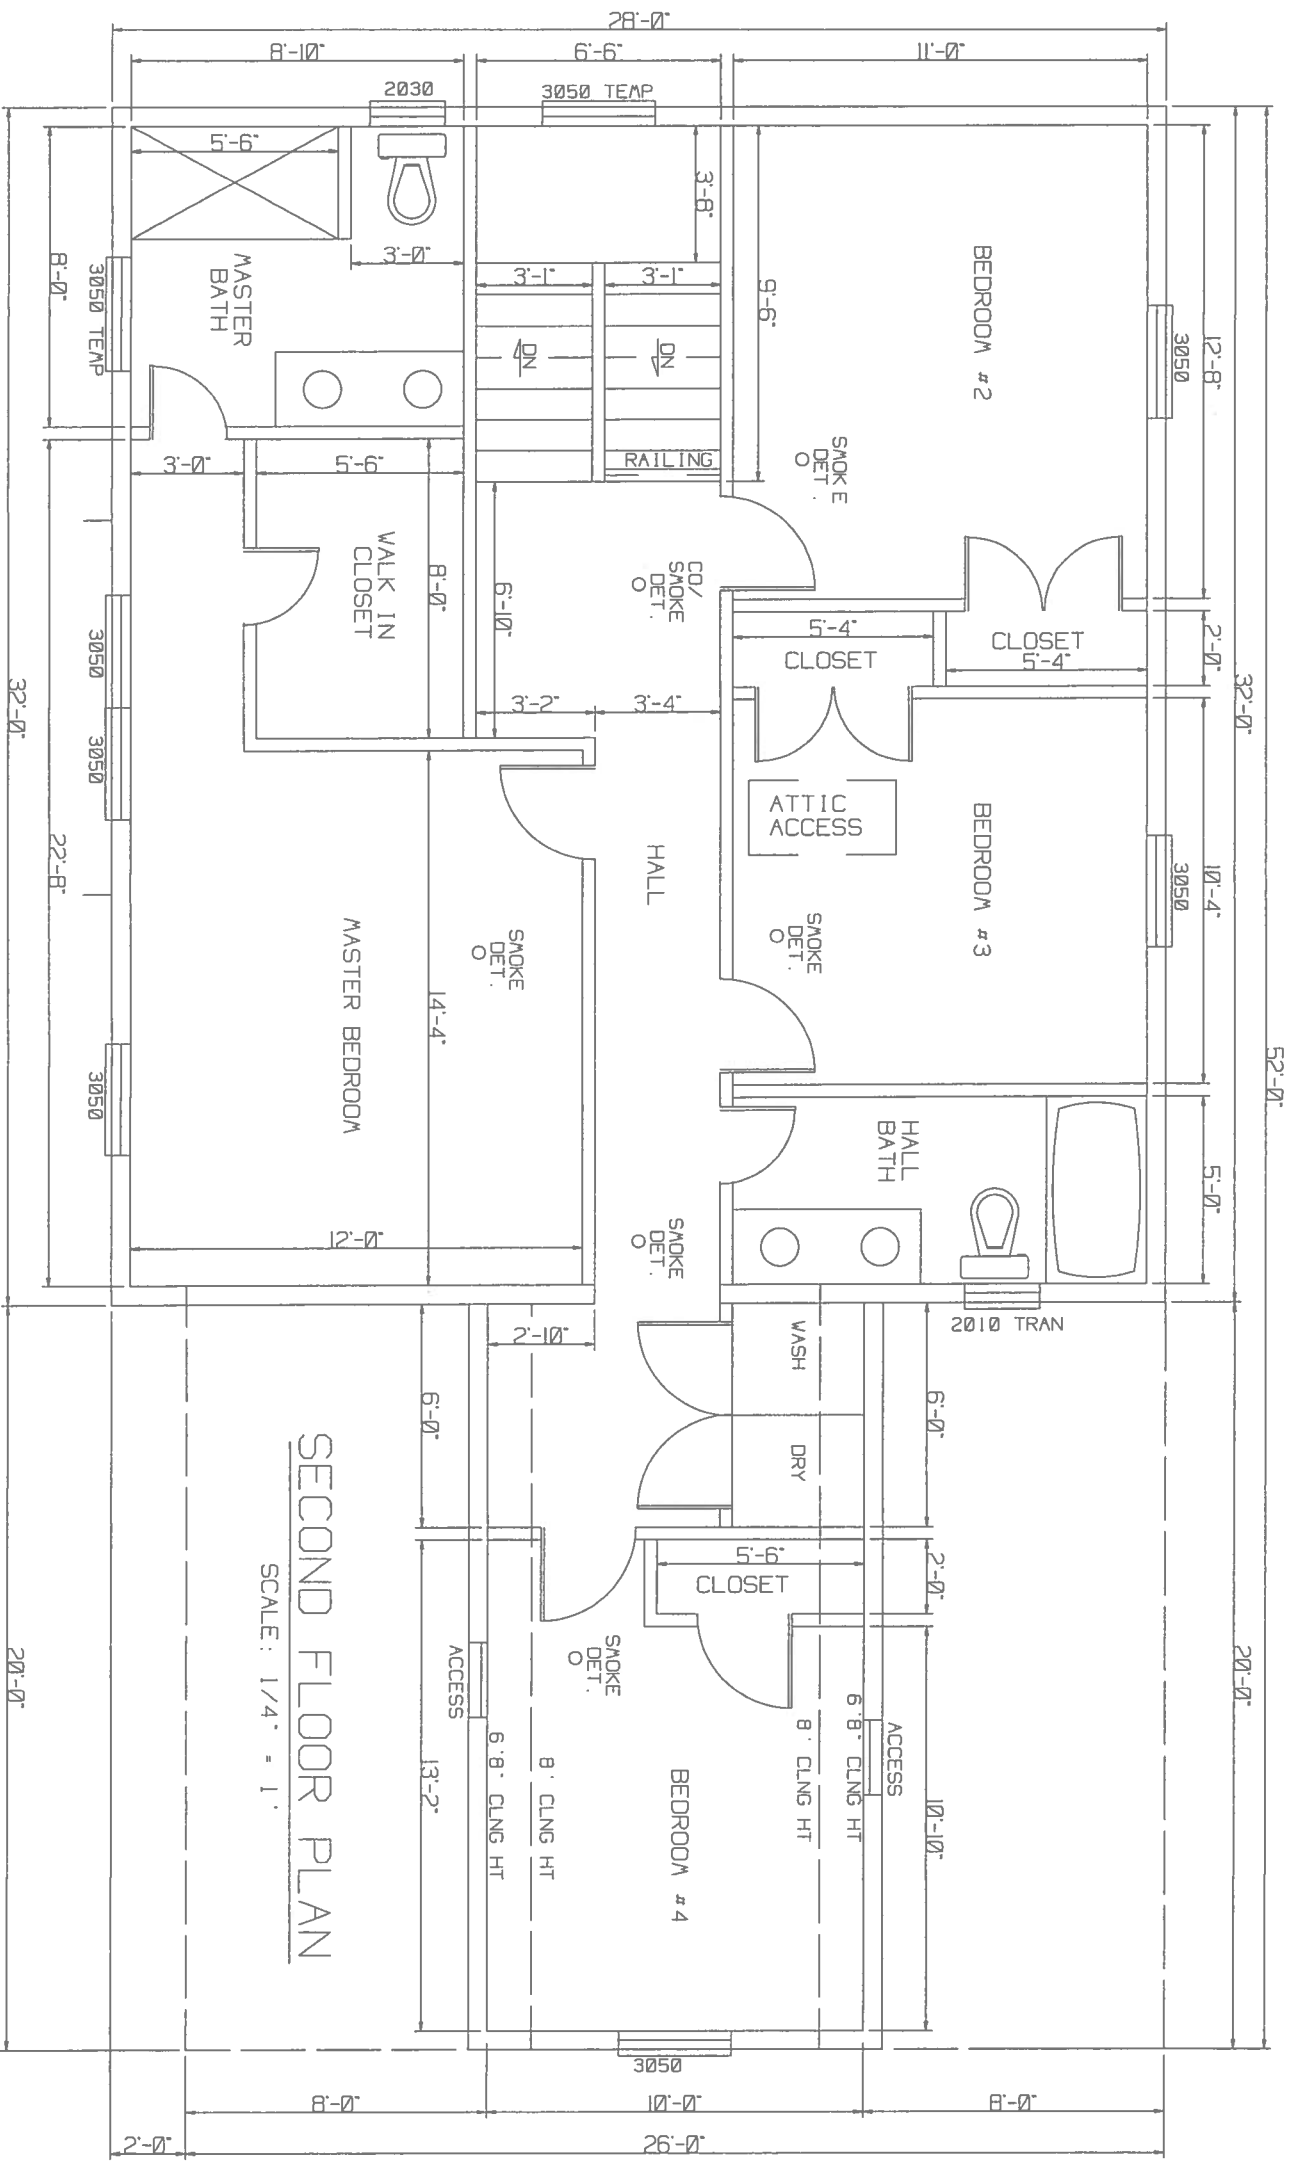 28'-0"
8'-10"
6'-6"
11'-0"
2030
3050 TEMP
5'-6"
3'-8"
3'-0"
3'-1"
3'-1"
9'-6"
8'-0"
3050 TEMP
MASTER
BATH
DN
DN
RAILING
BEDROOM #2
3050
12'-8"
SMOKE
DET.
3'-0"
5'-6"
WALK IN
CLOSET
8'-0"
6'-10"
CO/
SMOKE
DET.
5'-4"
CLOSET
CLOSET
5'-4"
2'-0"
3'-2"
3'-4"
32'-0"
32'-0"
3050
3050
22'-8"
ATTIC
ACCESS
HALL
BEDROOM #3
3050
10'-4"
SMOKE
DET.
SMOKE
DET.
MASTER BEDROOM
14'-4"
52'-0"
3050
HALL
BATH
5'-0"
12'-0"
SMOKE
DET.
2010 TRAN
2'-10"
WASH
DRY
6'-0"
6'-0"
5'-6"
CLOSET
2'-0"
SECOND FLOOR PLAN
SCALE: 1/4" = 1'
SMOKE
DET.
ACCESS
ACCESS
20'-0"
20'-0"
13'-2"
6'8" CLNG HT
8' CLNG HT
8' CLNG HT
6'8" CLNG HT
BEDROOM #4
10'-10"
3050
8'-0"
10'-0"
8'-0"
2'-0"
26'-0"